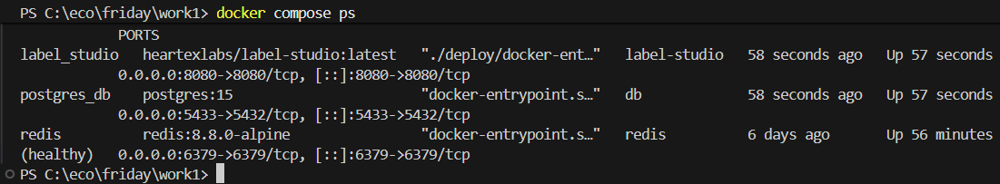 PS C:\eco\friday\work1> docker compose ps
PORTS
label_studio heartexlabs/label-studio:latest "./deploy/docker-ent…" label-studio 58 seconds ago Up 57 seconds
0.0.0.0:8080->8080/tcp, [::]:8080->8080/tcp
postgres_db postgres:15 "docker-entrypoint.s…" db 58 seconds ago Up 57 seconds
0.0.0.0:5433->5432/tcp, [::]:5433->5432/tcp
redis redis:8.8.0-alpine "docker-entrypoint.s…" redis 6 days ago Up 56 minutes
(healthy) 0.0.0.0:6379->6379/tcp, [::]:6379->6379/tcp
PS C:\eco\friday\work1>